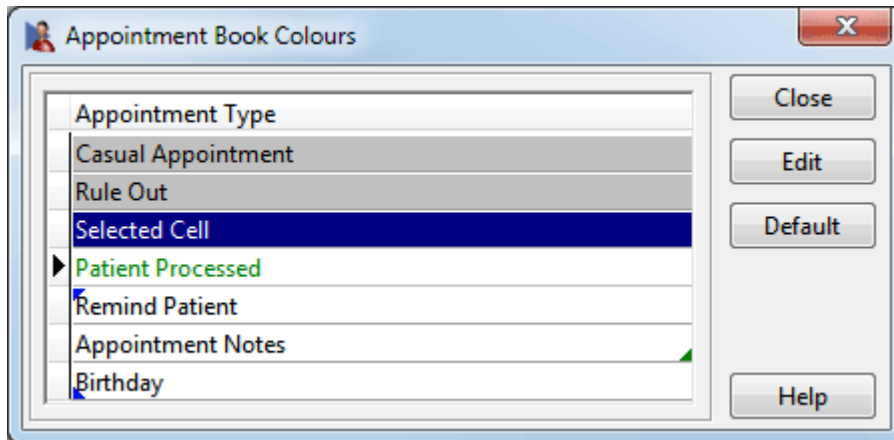 Appointment Book Colours
Appointment Type
Casual Appointment
Rule Out
Selected Cell
Patient Processed
Remind Patient
Appointment Notes
Birthday
Close
Edit
Default
Help